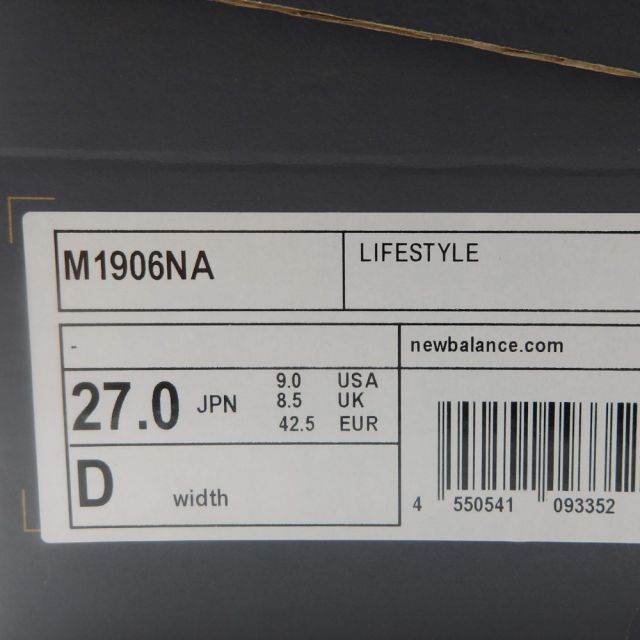 M1906NA
LIFESTYLE
-
newbalance.com
27.0 JPN
9.0 USA
8.5 UK
42.5 EUR
D width
4 550541 093352